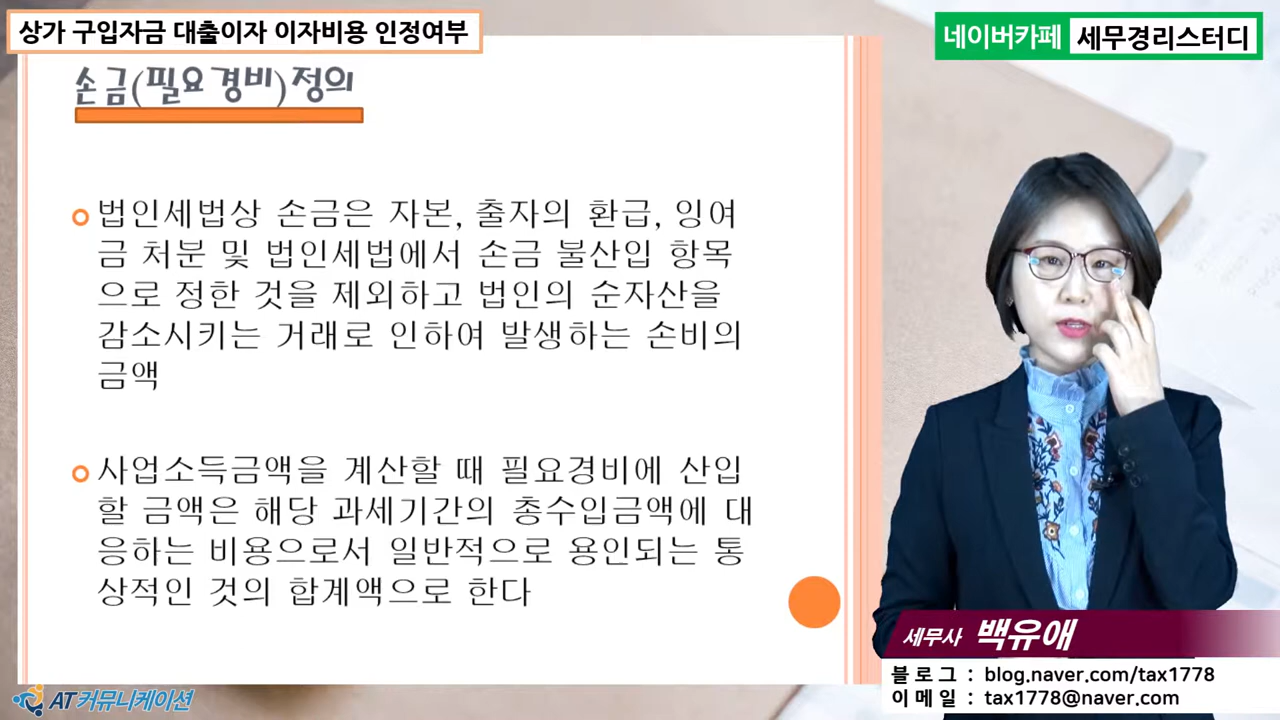 상가 구입자금 대출이자 이자비용 인정여부
네이버카페 세무경리스터디
손금(필요경비)정의
법인세법상 손금은 자본, 출자의 환급, 잉여
금 처분 및 법인세법에서 손금 불산입 항목
으로 정한 것을 제외하고 법인의 순자산을
감소시키는 거래로 인하여 발생하는 손비의
금액
사업소득금액을 계산할 때 필요경비에 산입
할 금액은 해당 과세기간의 총수입금액에 대
응하는 비용으로서 일반적으로 용인되는 통
상적인 것의 합계액으로 한다
세무사 백유애
블로그 : blog.naver.com/tax1778
이메일 : tax1778@naver.com
AT커뮤니케이션